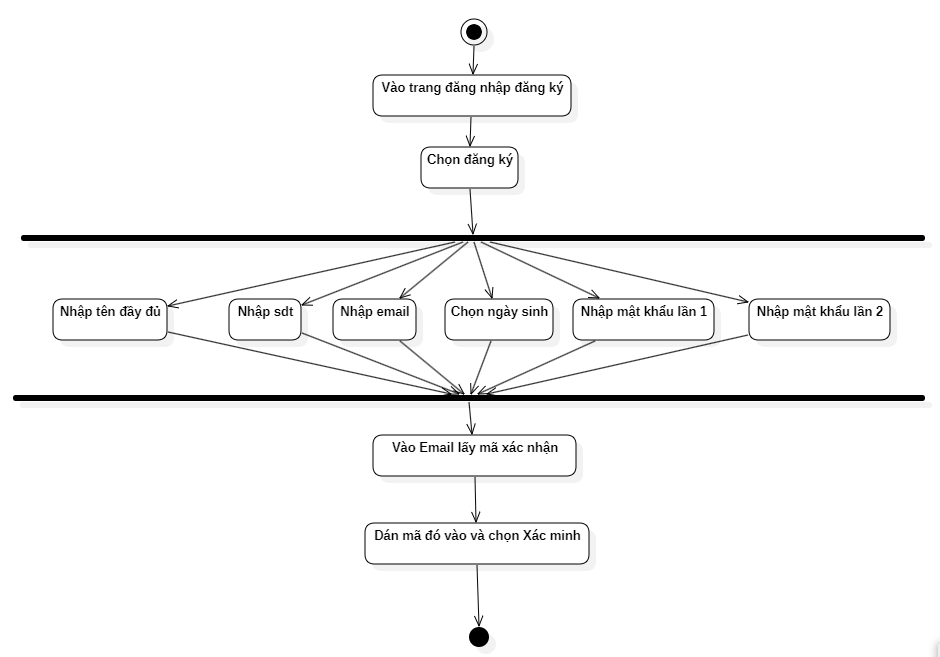 Vào trang đăng nhập đăng ký
Chọn đăng ký
Nhập tên đầy đủ
Nhập sdt
Nhập email
Chọn ngày sinh
Nhập mật khẩu lần 1
Nhập mật khẩu lần 2
Vào Email lấy mã xác nhận
Dán mã đó vào và chọn Xác minh